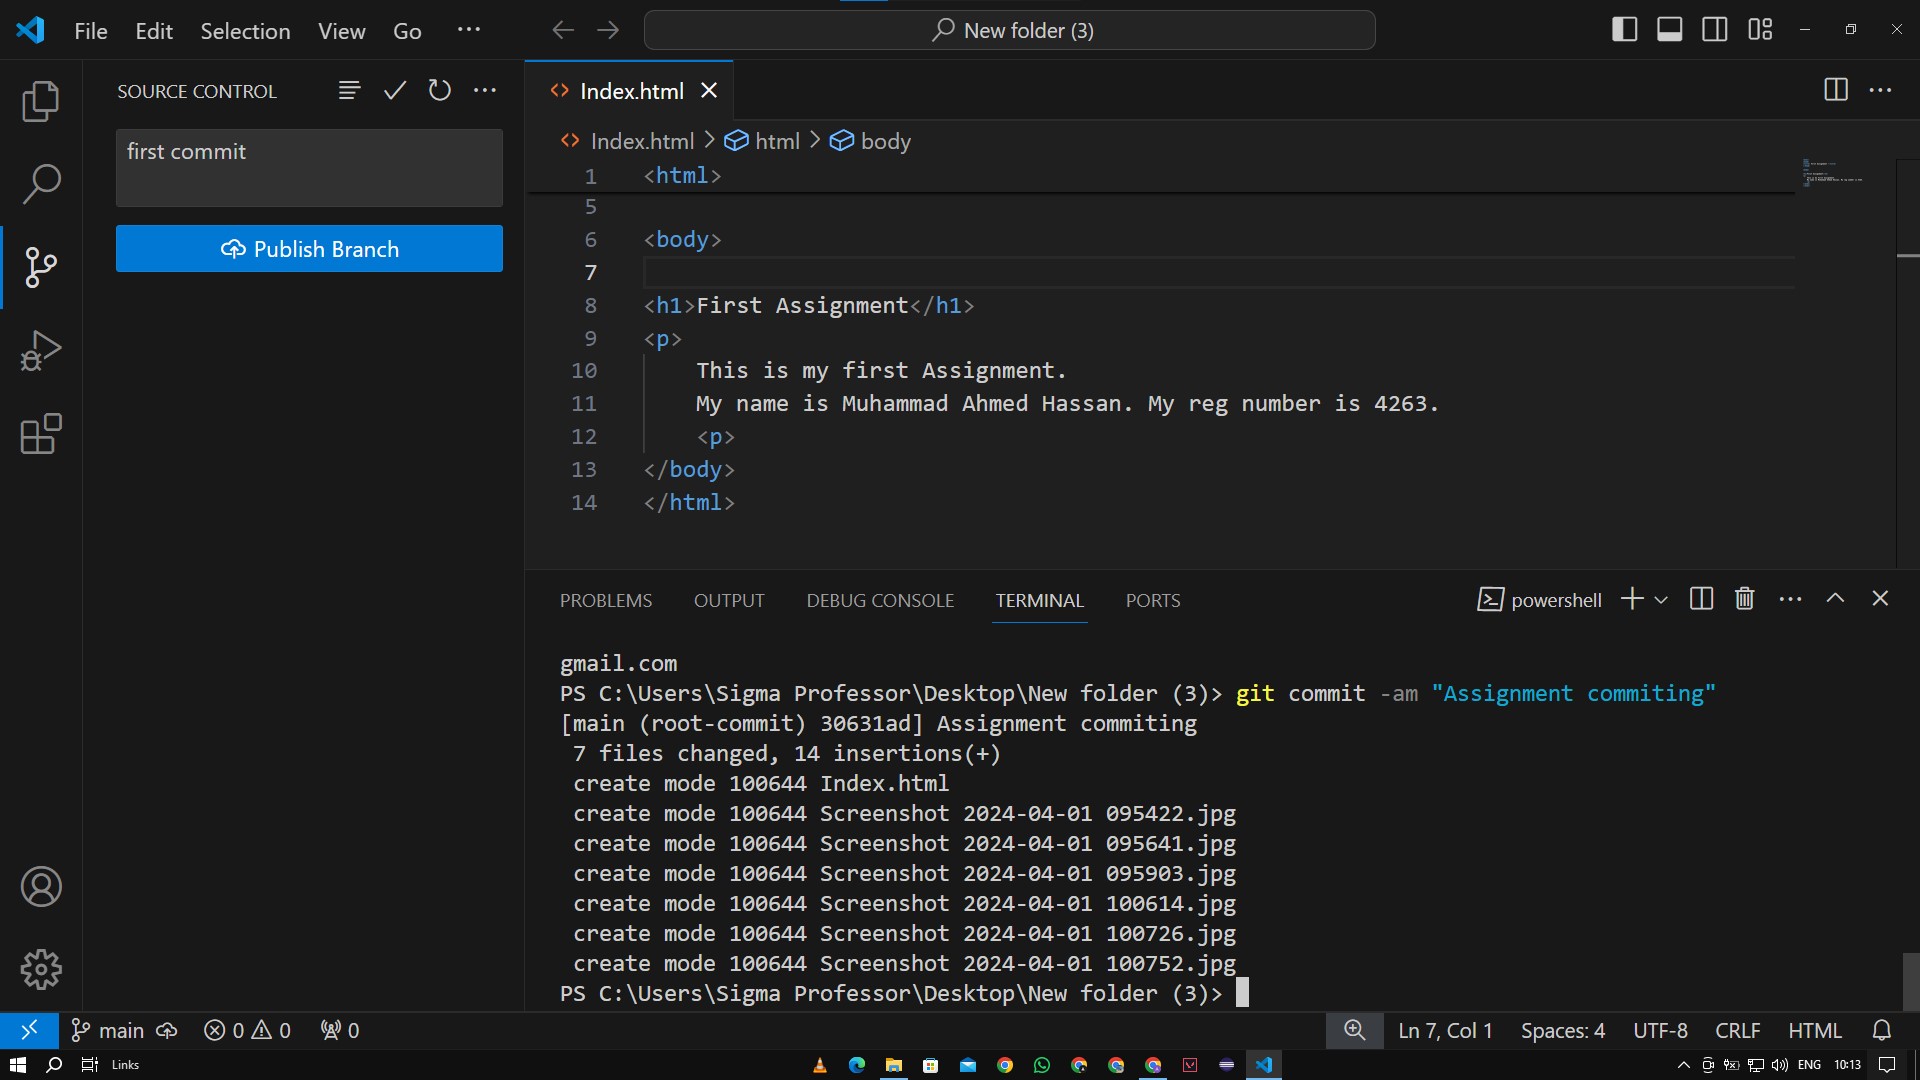 File Edit Selection View Go ···
New folder (3)
SOURCE CONTROL
first commit
Publish Branch
Index.html
Index.html > html > body
1 <html>
5
6 <body>
7
8 <h1>First Assignment</h1>
9 <p>
10 This is my first Assignment.
11 My name is Muhammad Ahmed Hassan. My reg number is 4263.
12 <p>
13 </body>
14 </html>
PROBLEMS OUTPUT DEBUG CONSOLE TERMINAL PORTS
powershell
gmail.com
PS C:\Users\Sigma Professor\Desktop\New folder (3)> git commit -am "Assignment commiting"
[main (root-commit) 30631ad] Assignment commiting
7 files changed, 14 insertions(+)
create mode 100644 Index.html
create mode 100644 Screenshot 2024-04-01 095422.jpg
create mode 100644 Screenshot 2024-04-01 095641.jpg
create mode 100644 Screenshot 2024-04-01 095903.jpg
create mode 100644 Screenshot 2024-04-01 100614.jpg
create mode 100644 Screenshot 2024-04-01 100726.jpg
create mode 100644 Screenshot 2024-04-01 100752.jpg
PS C:\Users\Sigma Professor\Desktop\New folder (3)>
main 0 0 0 Ln 7, Col 1 Spaces: 4 UTF-8 CRLF HTML
Links ENG 10:13